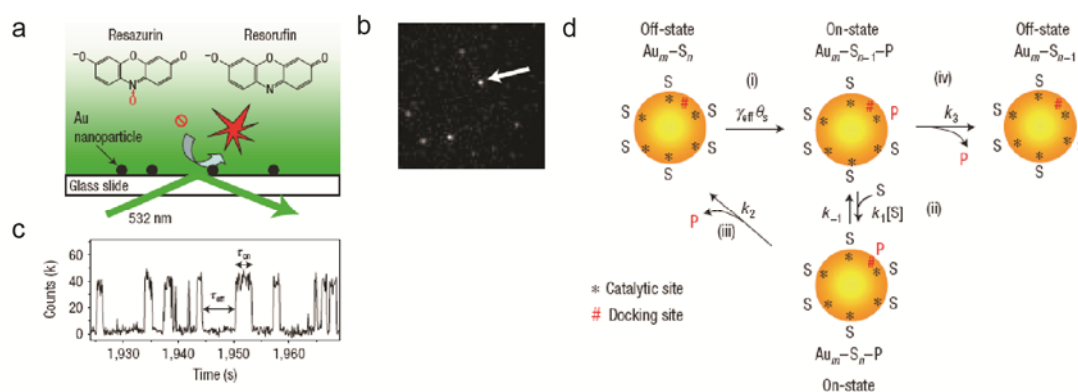 a
Resazurin
Resorufin
⁻O
O
O
N
O
⁻O
O
O
N
Au
nanoparticle
Glass slide
532 nm
b
c
Counts (k)
60
40
20
0
τon
τoff
1,930
1,940
1,950
1,960
Time (s)
d
Off-state
Auₘ–Sₙ
On-state
Auₘ–Sₙ₋₁–P
Off-state
Auₘ–Sₙ₋₁
(i)
γeff θs
(iv)
k₃
P
S
S
S
S
S
S
#
S
S
S
S
S
#
P
S
S
S
S
S
#
k₋₁
S
k₁[S]
(ii)
k₂
P
(iii)
S
P
S
S
S
S
S
#
* Catalytic site
# Docking site
Auₘ–Sₙ–P
On-state